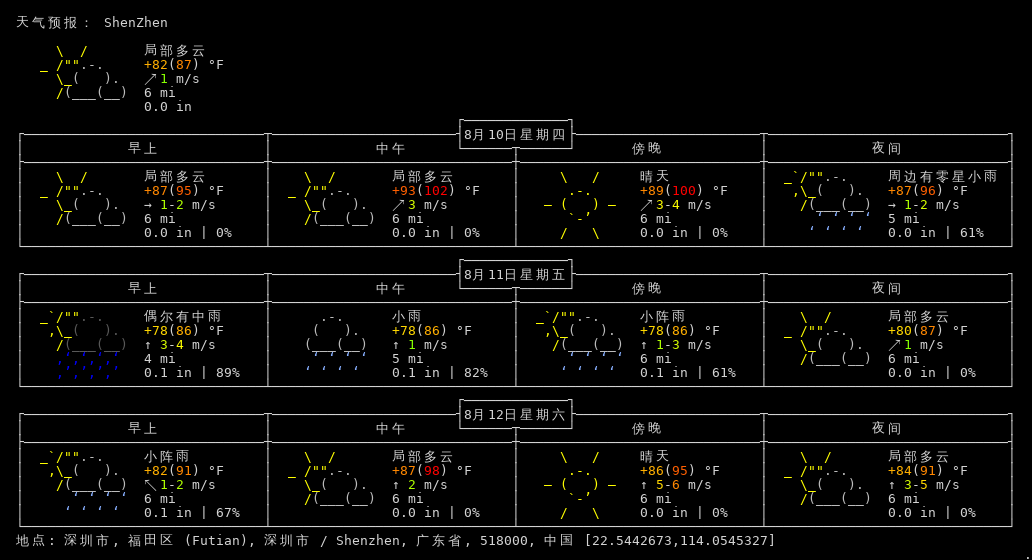 天气预报： ShenZhen
局部多云
+82(87) °F
↗1 m/s
6 mi
0.0 in
8月10日星期四
早上 中午 傍晚 夜间
局部多云 局部多云 晴天 周边有零星小雨
+87(95) °F +93(102) °F +89(100) °F +87(96) °F
→ 1-2 m/s ↗3 m/s ↗3-4 m/s → 1-2 m/s
6 mi 6 mi 6 mi 5 mi
0.0 in | 0% 0.0 in | 0% 0.0 in | 0% 0.0 in | 61%
8月11日星期五
早上 中午 傍晚 夜间
偶尔有中雨 小雨 小阵雨 局部多云
+78(86) °F +78(86) °F +78(86) °F +80(87) °F
↑ 3-4 m/s ↑ 1 m/s ↑ 1-3 m/s ↗1 m/s
4 mi 5 mi 6 mi 6 mi
0.1 in | 89% 0.1 in | 82% 0.1 in | 61% 0.0 in | 0%
8月12日星期六
早上 中午 傍晚 夜间
小阵雨 局部多云 晴天 局部多云
+82(91) °F +87(98) °F +86(95) °F +84(91) °F
↖1-2 m/s ↑ 2 m/s ↑ 5-6 m/s ↑ 3-5 m/s
6 mi 6 mi 6 mi 6 mi
0.1 in | 67% 0.0 in | 0% 0.0 in | 0% 0.0 in | 0%
地点: 深圳市, 福田区 (Futian), 深圳市 / Shenzhen, 广东省, 518000, 中国 [22.5442673,114.0545327]